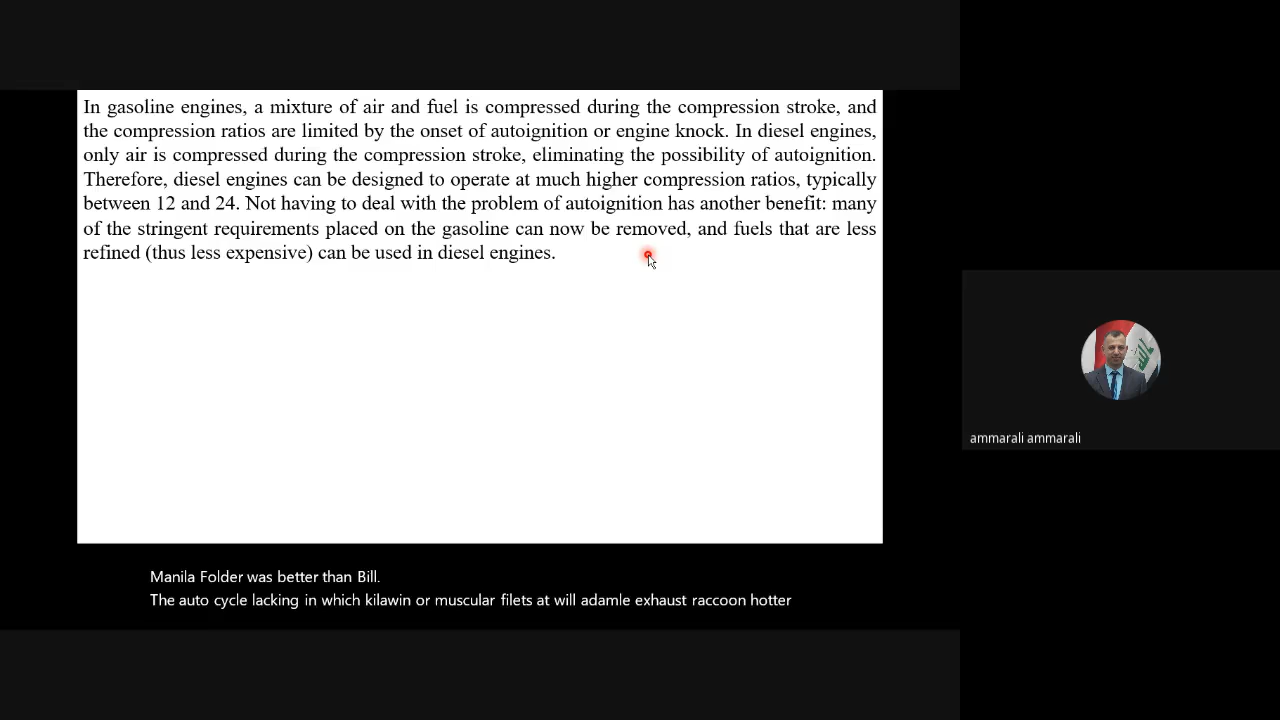 In gasoline engines, a mixture of air and fuel is compressed during the compression stroke, and
the compression ratios are limited by the onset of autoignition or engine knock. In diesel engines,
only air is compressed during the compression stroke, eliminating the possibility of autoignition.
Therefore, diesel engines can be designed to operate at much higher compression ratios, typically
between 12 and 24. Not having to deal with the problem of autoignition has another benefit: many
of the stringent requirements placed on the gasoline can now be removed, and fuels that are less
refined (thus less expensive) can be used in diesel engines.
ammarali ammarali
Manila Folder was better than Bill.
The auto cycle lacking in which kilawin or muscular filets at will adamle exhaust raccoon hotter